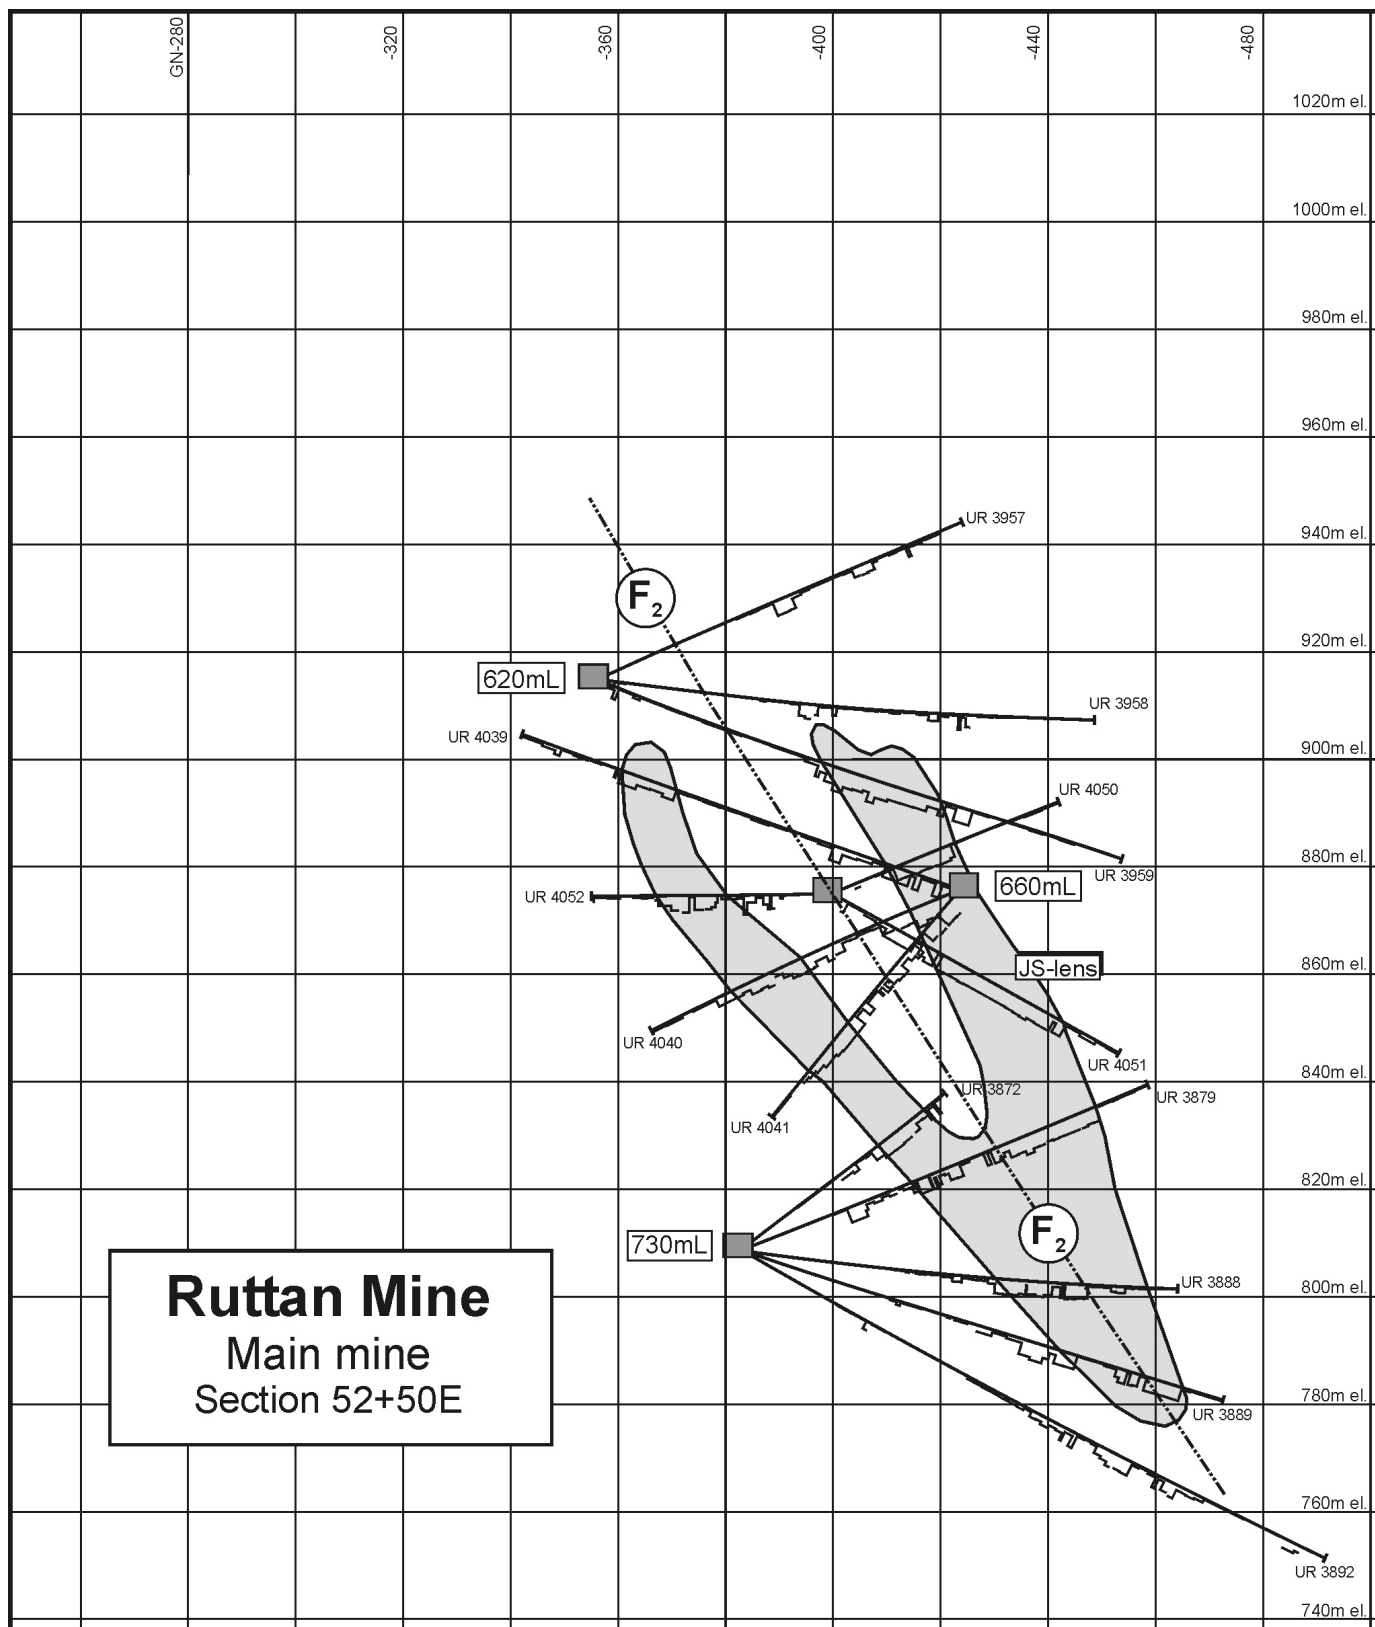 GN-280
-320
-360
-400
-440
-480
1020m el.
1000m el.
980m el.
960m el.
UR 3957
940m el.
F2
920m el.
620mL
UR 3958
UR 4039
900m el.
UR 4050
880m el.
UR 3959
660mL
UR 4052
JS-lens
860m el.
UR 4040
UR 4051
840m el.
UR 3872
UR 3879
UR 4041
820m el.
F2
730mL
UR 3888
800m el.
Ruttan Mine
Main mine
Section 52+50E
780m el.
UR 3889
760m el.
UR 3892
740m el.